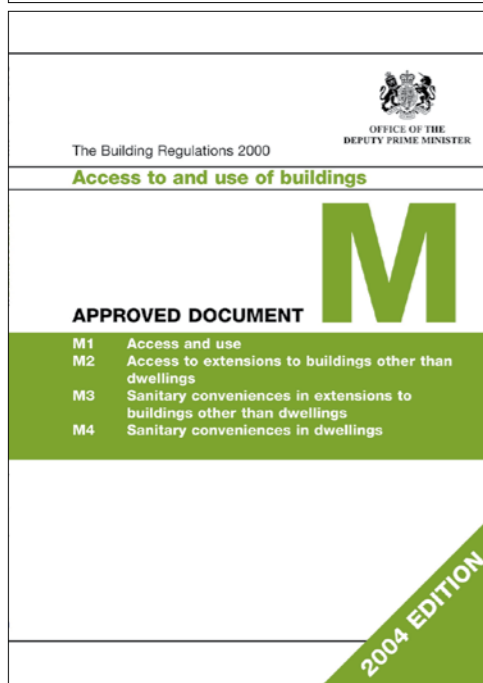 OFFICE OF THE
DEPUTY PRIME MINISTER
The Building Regulations 2000
Access to and use of buildings
M
APPROVED DOCUMENT
M1 Access and use
M2 Access to extensions to buildings other than
dwellings
M3 Sanitary conveniences in extensions to
buildings other than dwellings
M4 Sanitary conveniences in dwellings
2004 EDITION